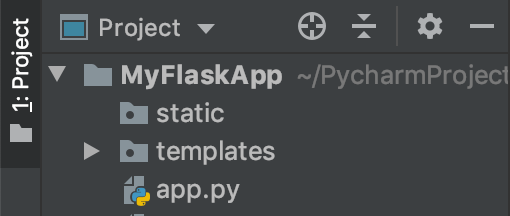 1: Project
Project
MyFlaskApp ~/PycharmProject
static
templates
app.py